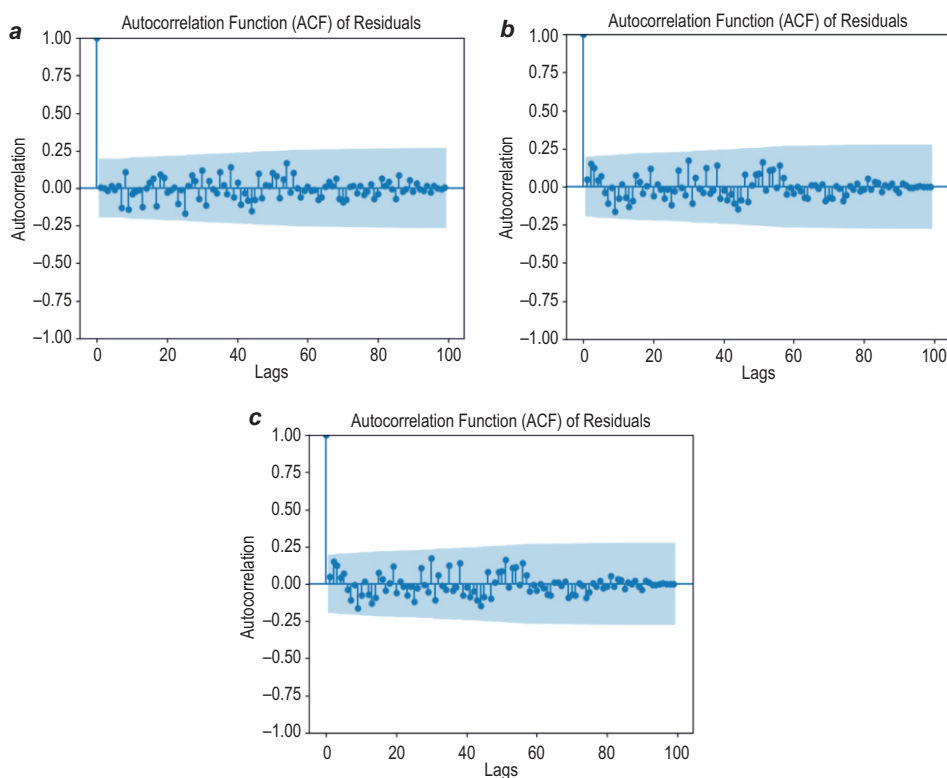 a
Autocorrelation Function (ACF) of Residuals
1.00
0.75
0.50
0.25
0.00
–0.25
–0.50
–0.75
–1.00
Autocorrelation
0 20 40 60 80 100
Lags
b
Autocorrelation Function (ACF) of Residuals
1.00
0.75
0.50
0.25
0.00
–0.25
–0.50
–0.75
–1.00
Autocorrelation
0 20 40 60 80 100
Lags
c
Autocorrelation Function (ACF) of Residuals
1.00
0.75
0.50
0.25
0.00
–0.25
–0.50
–0.75
–1.00
Autocorrelation
0 20 40 60 80 100
Lags